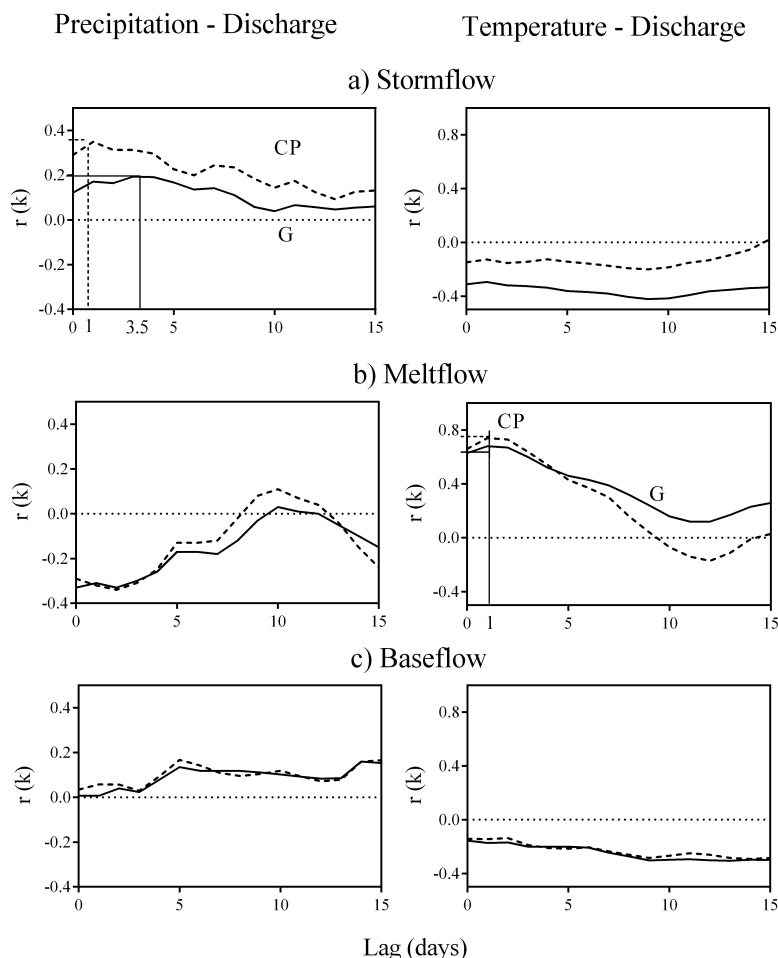 Precipitation - Discharge Temperature - Discharge
a) Stormflow
r (k)
0.4
0.2
0.0
-0.2
-0.4
CP
G
0 1 3.5 5 10 15
r (k)
0.8
0.4
0.0
-0.4
0 5 10 15
b) Meltflow
r (k)
0.4
0.2
0.0
-0.2
-0.4
0 5 10 15
r (k)
0.8
0.4
0.0
-0.4
CP
G
0 1 5 10 15
c) Baseflow
r (k)
0.4
0.2
0.0
-0.2
-0.4
0 5 10 15
r (k)
0.8
0.4
0.0
-0.4
0 5 10 15
Lag (days)